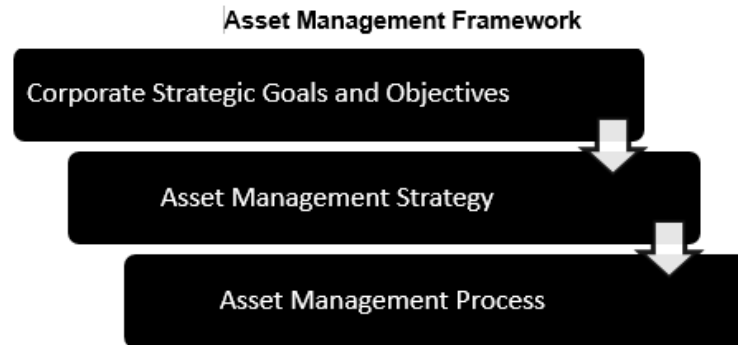 Asset Management Framework
Corporate Strategic Goals and Objectives
Asset Management Strategy
Asset Management Process